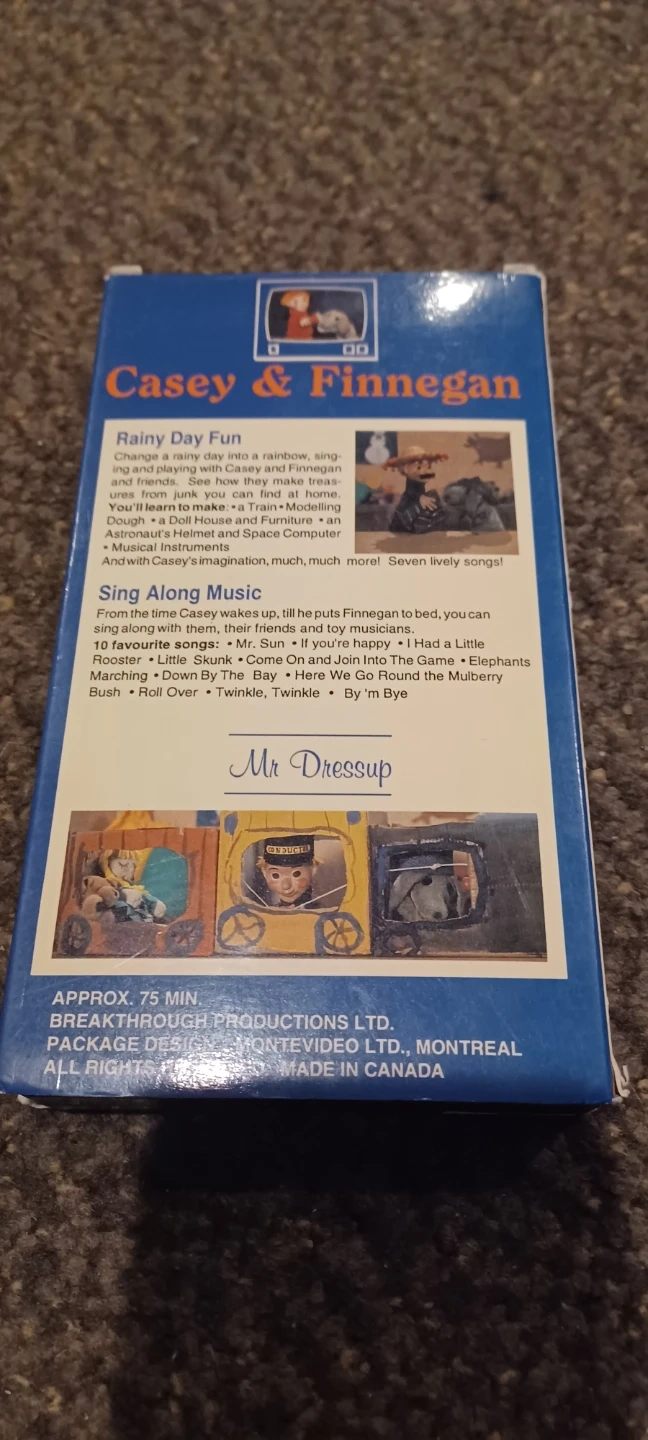 Casey & Finnegan
Rainy Day Fun
Change a rainy day into a rainbow, sing-
ing and playing with Casey and Finnegan
and friends. See how they make treas-
ures from junk you can find at home.
You'll learn to make: • a Train • Modelling
Dough • a Doll House and Furniture • an
Astronaut's Helmet and Space Computer
• Musical Instruments
And with Casey's imagination, much, much more! Seven lively songs!
Sing Along Music
From the time Casey wakes up, till he puts Finnegan to bed, you can
sing along with them, their friends and toy musicians.
10 favourite songs: • Mr. Sun • If you're happy • I Had a Little
Rooster • Little Skunk • Come On and Join Into The Game • Elephants
Marching • Down By The Bay • Here We Go Round the Mulberry
Bush • Roll Over • Twinkle, Twinkle • By 'm Bye
Mr Dressup
CONDUCTOR
APPROX. 75 MIN.
BREAKTHROUGH PRODUCTIONS LTD.
PACKAGE DESIGN MONTEVIDEO LTD., MONTREAL
ALL RIGHTS MADE IN CANADA